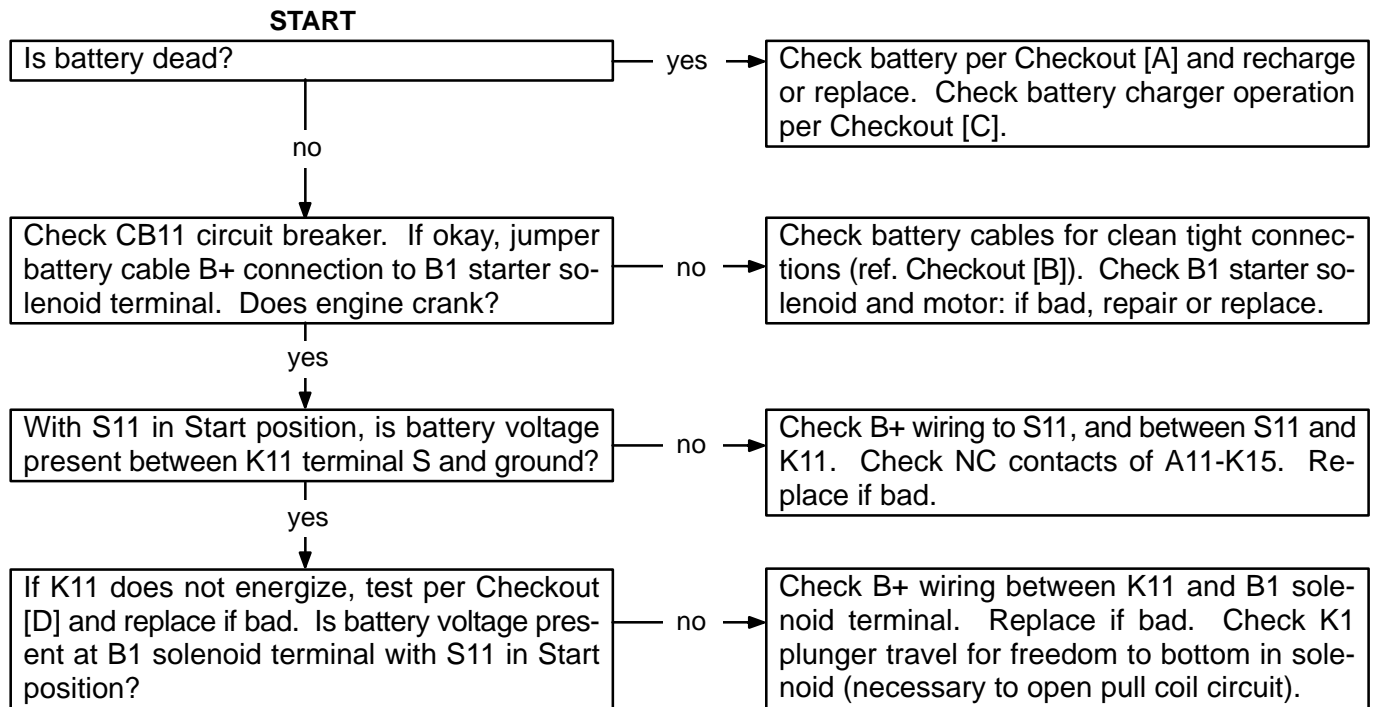 START
Is battery dead?
yes
Check battery per Checkout [A] and recharge
or replace. Check battery charger operation
per Checkout [C].
no
Check CB11 circuit breaker. If okay, jumper
battery cable B+ connection to B1 starter so-
lenoid terminal. Does engine crank?
no
Check battery cables for clean tight connec-
tions (ref. Checkout [B]). Check B1 starter so-
lenoid and motor: if bad, repair or replace.
yes
With S11 in Start position, is battery voltage
present between K11 terminal S and ground?
no
Check B+ wiring to S11, and between S11 and
K11. Check NC contacts of A11-K15. Re-
place if bad.
yes
If K11 does not energize, test per Checkout
[D] and replace if bad. Is battery voltage pres-
ent at B1 solenoid terminal with S11 in Start
position?
no
Check B+ wiring between K11 and B1 sole-
noid terminal. Replace if bad. Check K1
plunger travel for freedom to bottom in sole-
noid (necessary to open pull coil circuit).